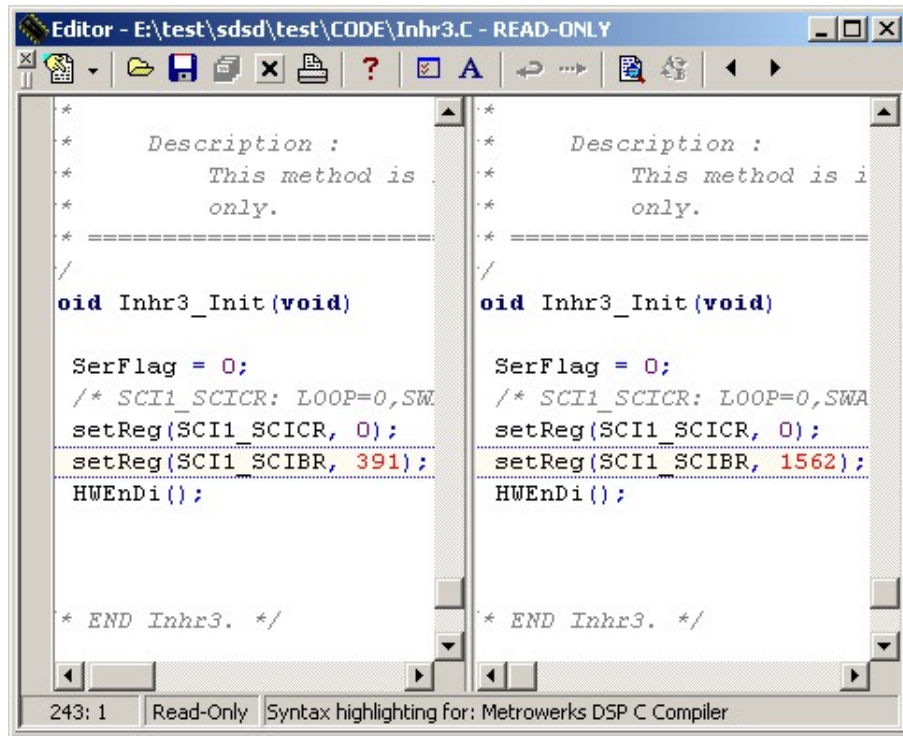 Editor - E:\test\sdsd\test\CODE\Inhr3.C - READ-ONLY
*
* Description :
* This method is
* only.
* ==========================
*/
oid Inhr3_Init(void)
SerFlag = 0;
/* SCI1_SCICR: LOOP=0,SW
setReg(SCI1_SCICR, 0);
setReg(SCI1_SCIBR, 391);
HWEnDi();
* END Inhr3. */
*
* Description :
* This method is i
* only.
* ==========================
/
oid Inhr3_Init(void)
SerFlag = 0;
/* SCI1_SCICR: LOOP=0,SWA
setReg(SCI1_SCICR, 0);
setReg(SCI1_SCIBR, 1562);
HWEnDi();
* END Inhr3. */
243: 1 Read-Only Syntax highlighting for: Metrowerks DSP C Compiler